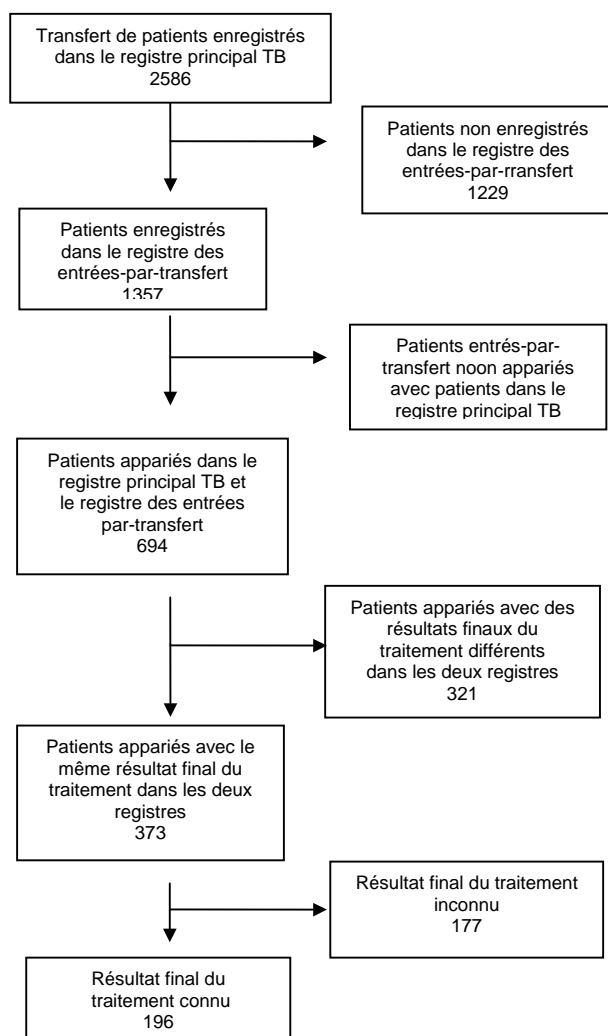 Transfert de patients enregistrés
dans le registre principal TB
2586
Patients non enregistrés
dans le registre des
entrées-par-rransfert
1229
Patients enregistrés
dans le registre des
entrées-par-transfert
1357
Patients entrés-par-
transfert noon appariés
avec patients dans le
registre principal TB
Patients appariés dans le
registre principal TB et
le registre des entrées
par-transfert
694
Patients appariés avec des
résultats finaux du
traitement différents
dans les deux registres
321
Patients appariés avec le
même résultat final du
traitement dans les deux
registres
373
Résultat final du traitement
inconnu
177
Résultat final du
traitement connu
196